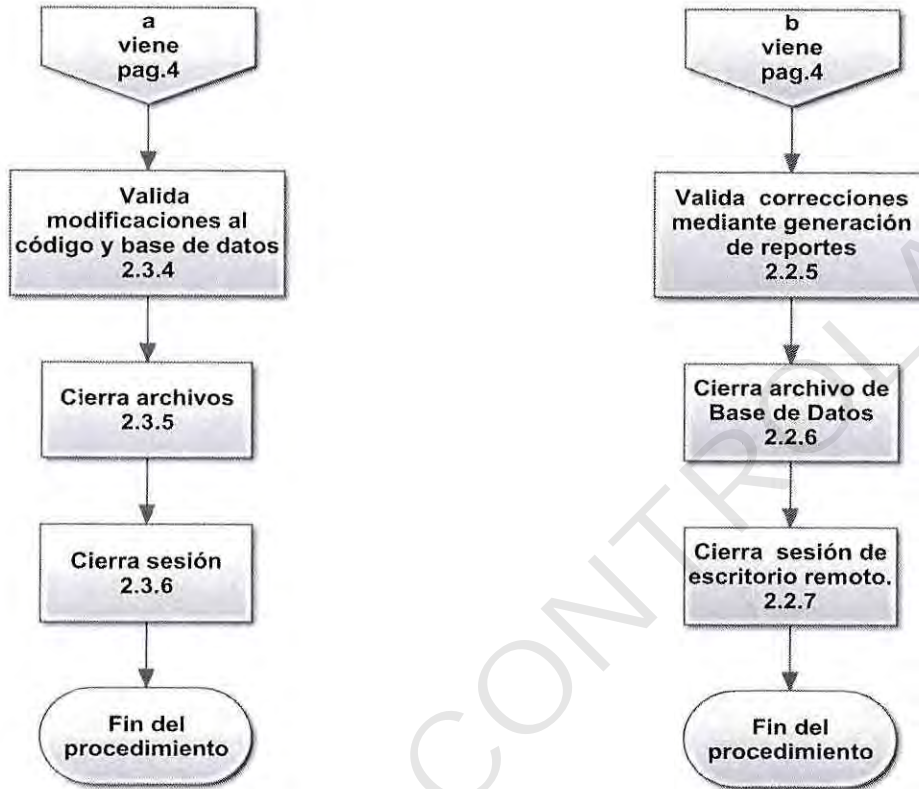 a
viene
pag.4
Valida
modificaciones al
código y base de datos
2.3.4
Cierra archivos
2.3.5
Cierra sesión
2.3.6
Fin del
procedimiento
b
viene
pag.4
Valida correcciones
mediante generación
de reportes
2.2.5
Cierra archivo de
Base de Datos
2.2.6
Cierra sesión de
escritorio remoto.
2.2.7
Fin del
procedimiento